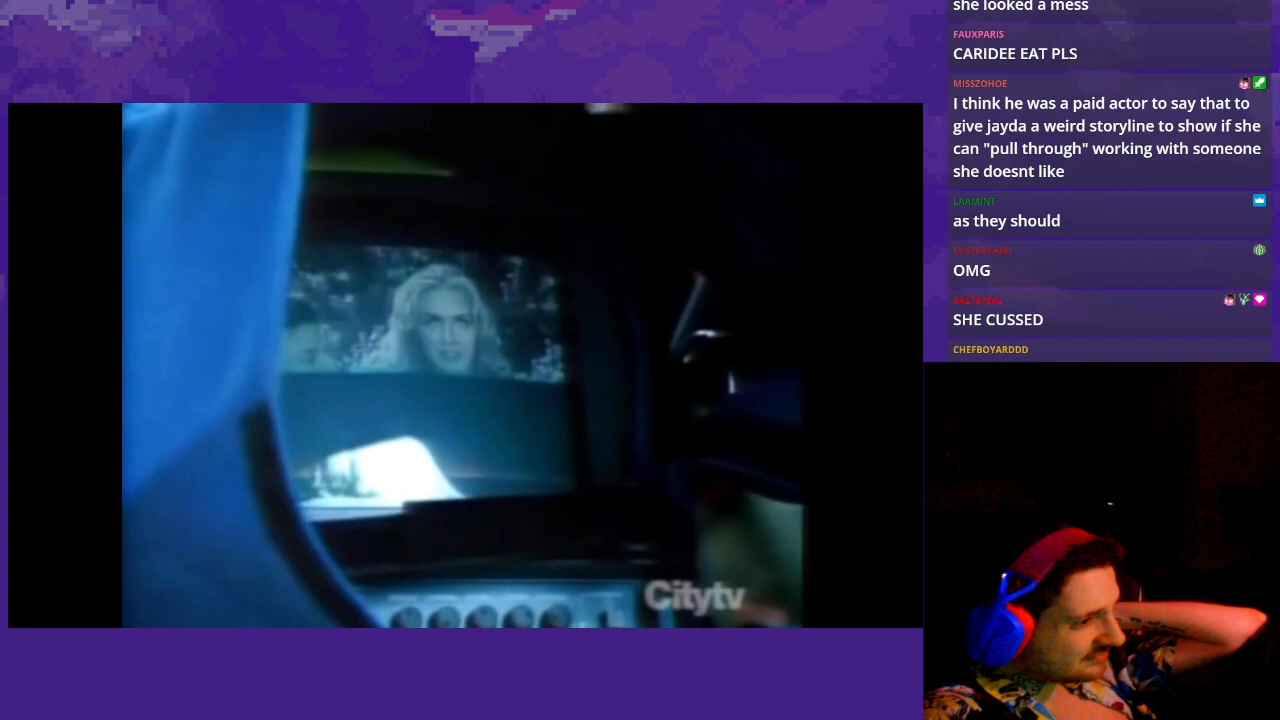 she looked a mess
FAUXPARIS
CARIDEE EAT PLS
MISSZOHOE
I think he was a paid actor to say that to
give jayda a weird storyline to show if she
can "pull through" working with someone
she doesnt like
LAAMINT
as they should
OMG
SHE CUSSED
CHEFBOYARDDD
Citytv